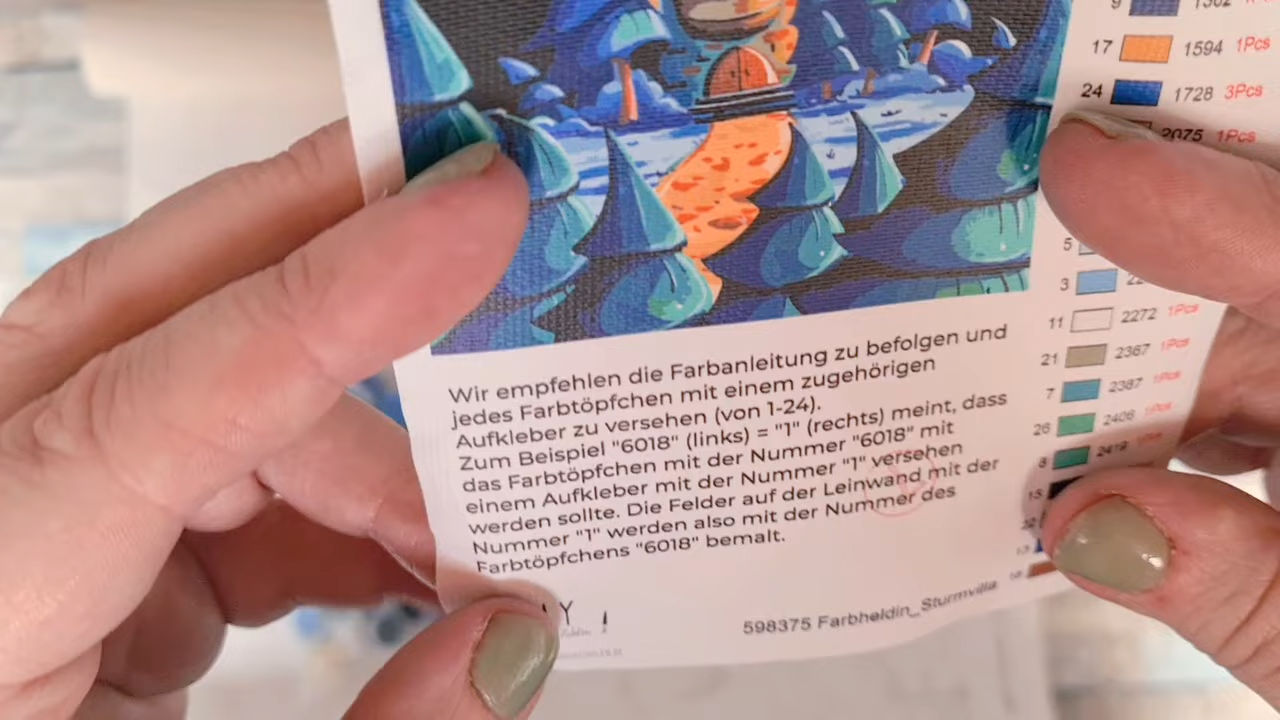 9 1302
17 1594 1Pcs
24 1728 3Pcs
2075 1Pcs
5
3
11 2272 1Pcs
21 2367 1Pcs
7 2387 1Pcs
26 2406 1Pcs
8 2419 1Pcs
Wir empfehlen die Farbanleitung zu befolgen und
jedes Farbtöpfchen mit einem zugehörigen
Aufkleber zu versehen (von 1-24).
Zum Beispiel "6018" (links) = "1" (rechts) meint, dass
das Farbtöpfchen mit der Nummer "6018" mit
einem Aufkleber mit der Nummer "1" versehen
werden sollte. Die Felder auf der Leinwand mit der
Nummer "1" werden also mit der Nummer des
Farbtöpfchens "6018" bemalt.
598375 Farbheldin_Sturmvilla